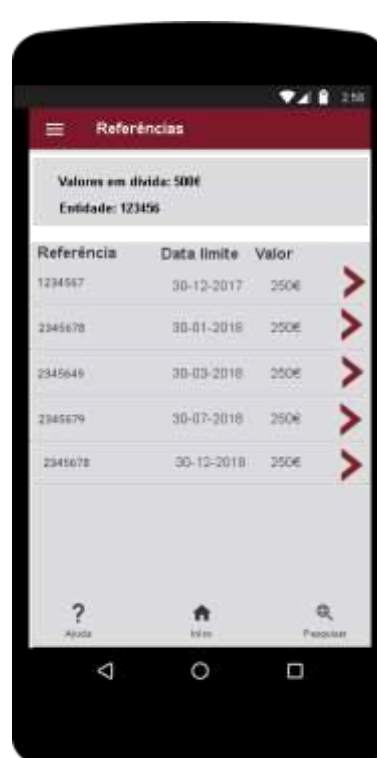 2:58
Referências
Valores em dívida: 500€
Entidade: 123456
Referência Data limite Valor
1234567 30-12-2017 250€
2345678 30-01-2018 250€
2345649 30-03-2018 250€
2345679 30-07-2018 250€
2345678 30-12-2018 250€
? 
Ajuda Início Pesquisar